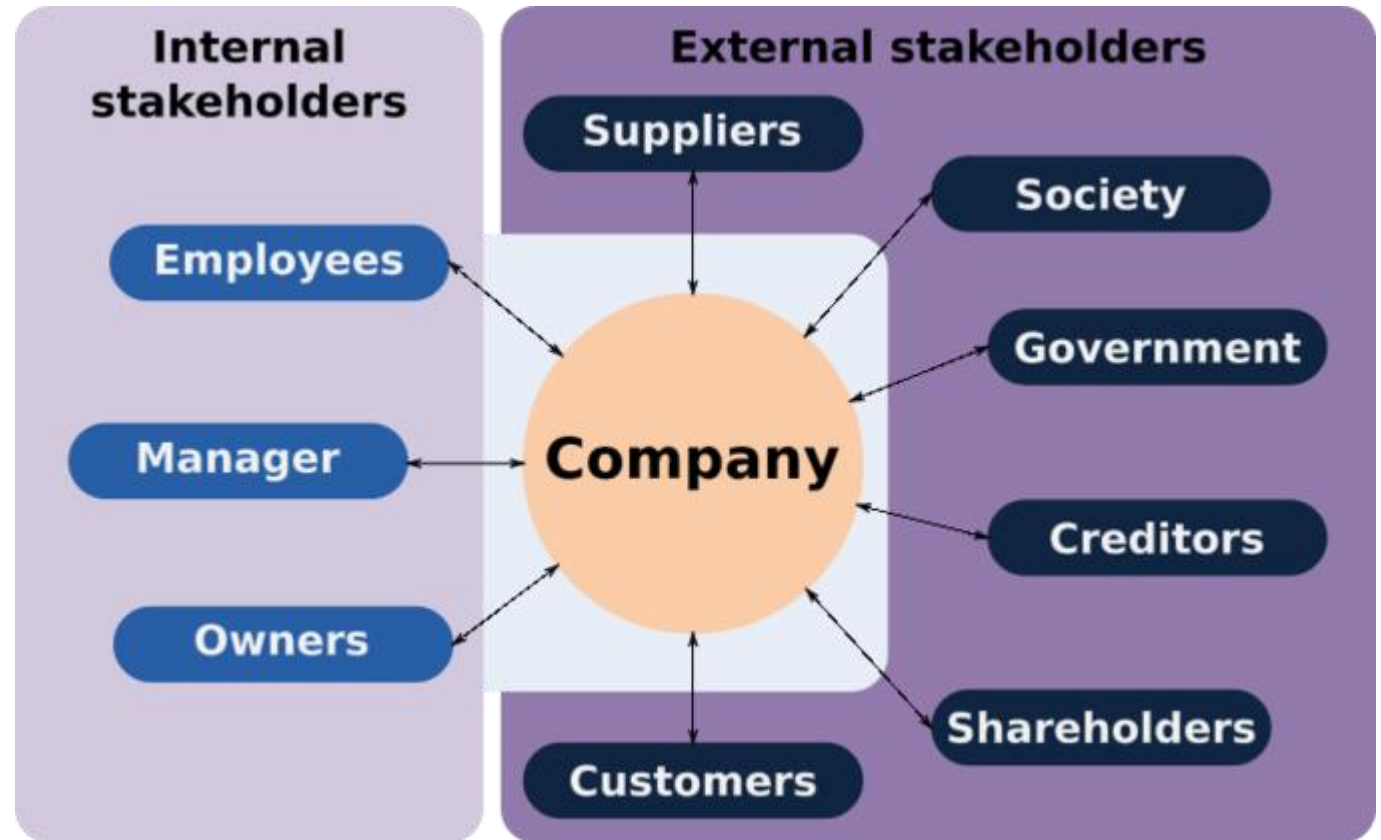 Internal
stakeholders
Employees
Manager
Owners
External stakeholders
Suppliers
Society
Government
Company
Creditors
Shareholders
Customers